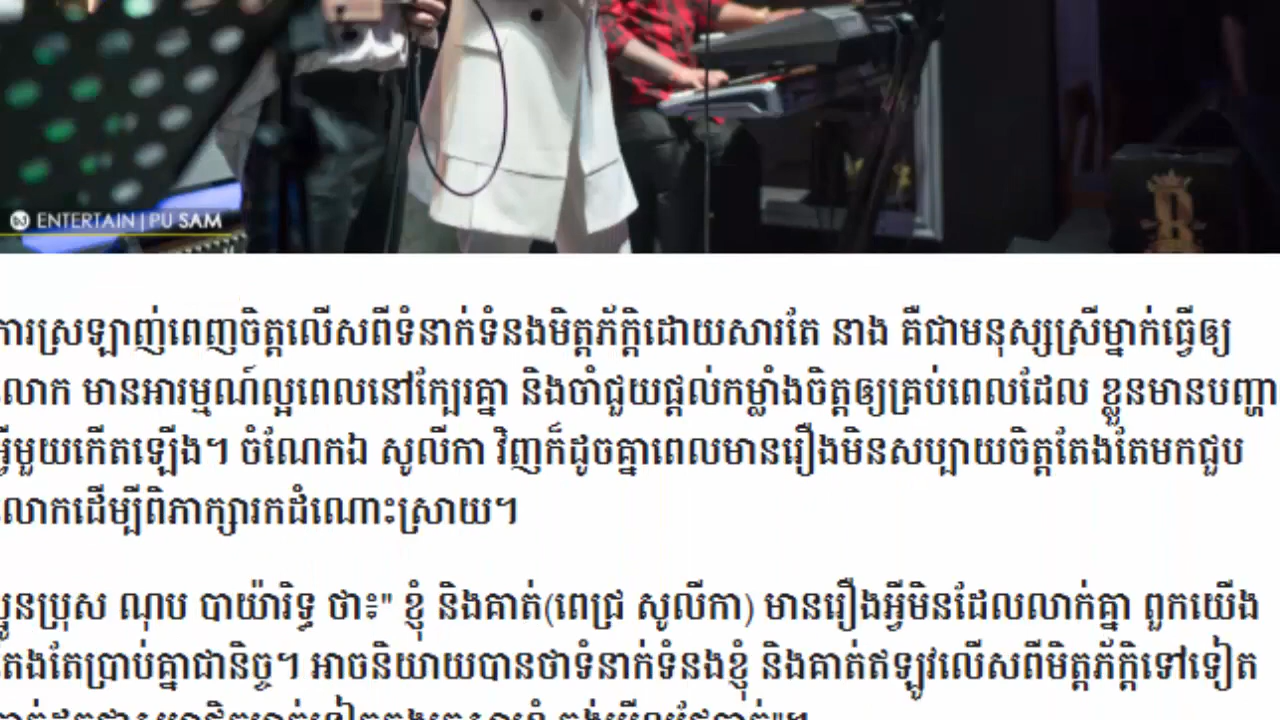 ENTERTAIN | PU SAM
ការស្រឡាញ់ពេញចិត្តលើសពីទំនាក់ទំនងមិត្តភ័ក្តិដោយសារតែ នាង គឺជាមនុស្សស្រីម្នាក់ធ្វើឲ្យ
លោក មានអារម្មណ៍ល្អពេលនៅក្បែរគ្នា និងចាំជួយផ្តល់កម្លាំងចិត្តឲ្យគ្រប់ពេលដែល ខ្លួនមានបញ្ហា
អ្វីមួយកើតឡើង។ ចំណែកឯ សូលីកា វិញក៏ដូចគ្នាពេលមានរឿងមិនសប្បាយចិត្តតែងតែមកជួប
លោកដើម្បីពិភាក្សារកដំណោះស្រាយ។
ប្អូនប្រុស ណុប បាយ៉ារិទ្ធ ថា៖" ខ្ញុំ និងគាត់(ពេជ្រ សូលីកា) មានរឿងអ្វីមិនដែលលាក់គ្នា ពួកយើង
តែងតែប្រាប់គ្នាជានិច្ច។ អាចនិយាយបានថាទំនាក់ទំនងខ្ញុំ និងគាត់ឥឡូវលើសពីមិត្តភ័ក្តិទៅទៀត